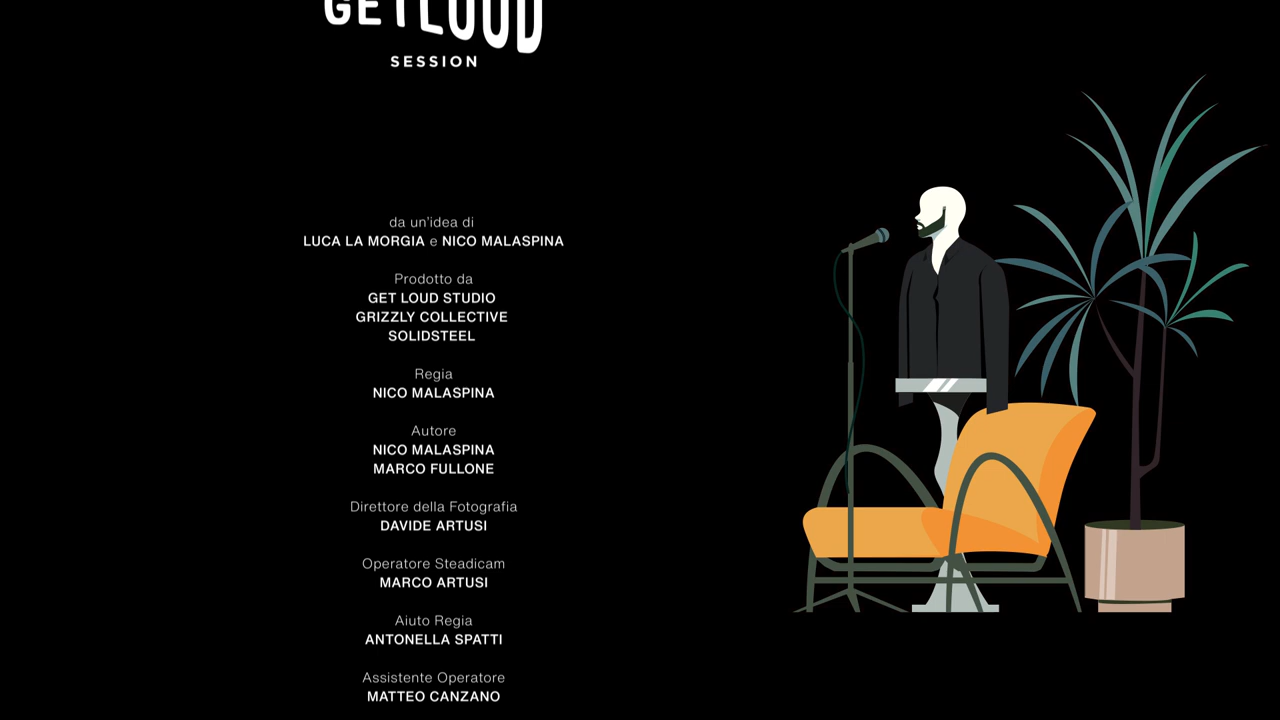 GETLOUD
SESSION
da un'idea di
LUCA LA MORGIA e NICO MALASPINA
Prodotto da
GET LOUD STUDIO
GRIZZLY COLLECTIVE
SOLIDSTEEL
Regia
NICO MALASPINA
Autore
NICO MALASPINA
MARCO FULLONE
Direttore della Fotografia
DAVIDE ARTUSI
Operatore Steadicam
MARCO ARTUSI
Aiuto Regia
ANTONELLA SPATTI
Assistente Operatore
MATTEO CANZANO